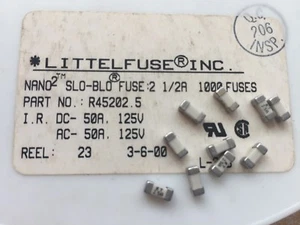 206
INSP.
*LITTELFUSE® INC.
NANO²™ SLO-BLO® FUSE:2 1/2A 1000 FUSES
PART NO.: R45202.5
I.R. DC- 50A. 125V
AC- 50A. 125V
REEL: 23 3-6-00